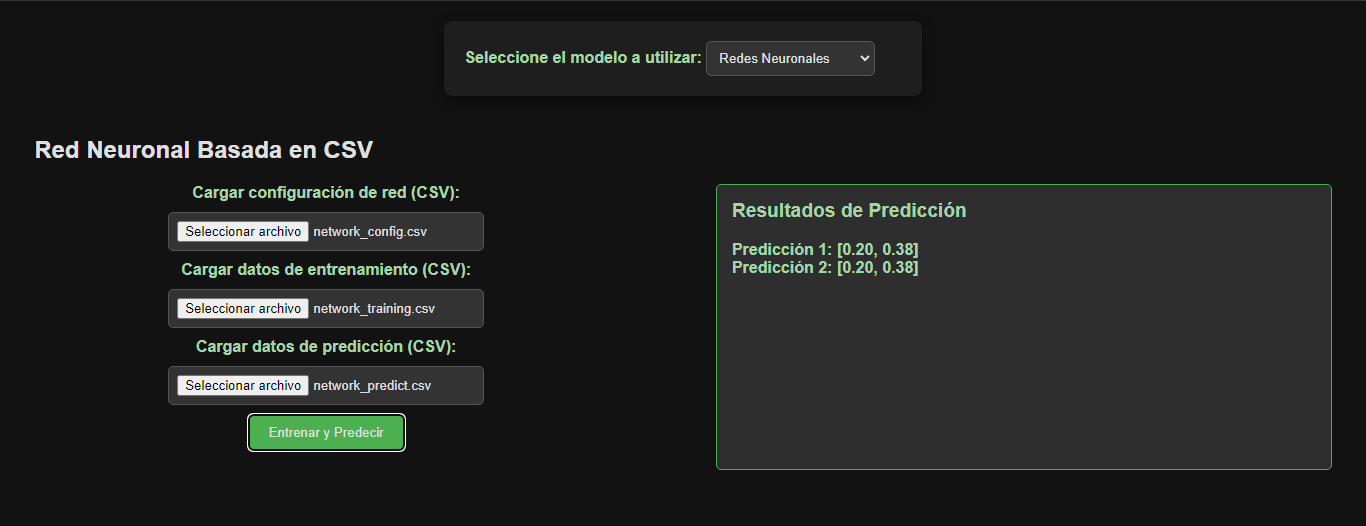 Seleccione el modelo a utilizar: Redes Neuronales
Red Neuronal Basada en CSV
Cargar configuración de red (CSV):
Seleccionar archivo network_config.csv
Cargar datos de entrenamiento (CSV):
Seleccionar archivo network_training.csv
Cargar datos de predicción (CSV):
Seleccionar archivo network_predict.csv
Entrenar y Predecir
Resultados de Predicción
Predicción 1: [0.20, 0.38]
Predicción 2: [0.20, 0.38]